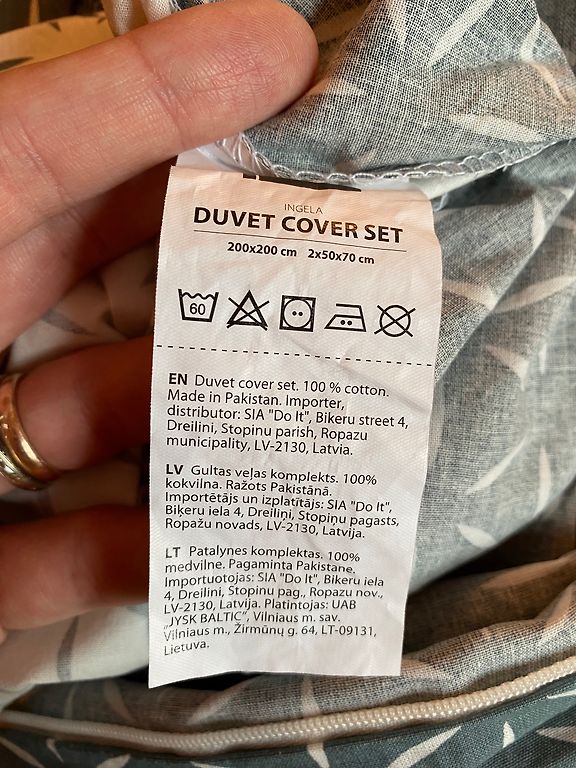 INGELA
DUVET COVER SET
200x200 cm 2x50x70 cm
60
EN Duvet cover set. 100 % cotton.
Made in Pakistan. Importer,
distributor: SIA "Do It", Bikeru street 4,
Dreilini, Stopinu parish, Ropazu
municipality, LV-2130, Latvia.
LV Gultas veļas komplekts. 100%
kokvilna. Ražots Pakistānā.
Importētājs un izplatītājs: SIA "Do It",
Biķeru iela 4, Dreiliņi, Stopiņu pagasts,
Ropažu novads, LV-2130, Latvija.
LT Patalynes komplektas. 100%
medvilne. Pagaminta Pakistane.
Importuotojas: SIA "Do It", Bikeru iela
4, Dreilini, Stopinu pag., Ropazu nov.,
LV-2130, Latvija. Platintojas: UAB
„JYSK BALTIC", Vilniaus m. sav.
Vilniaus m., Žirmūnų g. 64, LT-09131,
Lietuva.